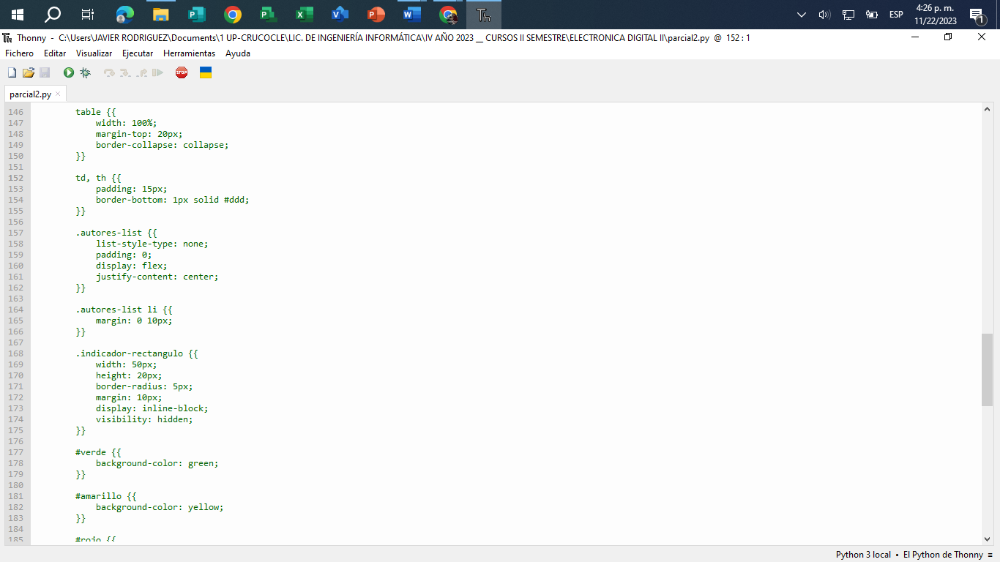 ESP
4:26 p. m.
11/22/2023
1
Th Thonny - C:\Users\JAVIER RODRIGUEZ\Documents\1 UP-CRUCOCLE\LIC. DE INGENIERÍA INFORMÁTICA\IV AÑO 2023 __ CURSOS II SEMESTRE\ELECTRONICA DIGITAL II\parcial2.py @ 152 : 1
Fichero Editar Visualizar Ejecutar Herramientas Ayuda
STOP
parcial2.py ×
146 table {{
147 width: 100%;
148 margin-top: 20px;
149 border-collapse: collapse;
150 }}
151
152 td, th {{
153 padding: 15px;
154 border-bottom: 1px solid #ddd;
155 }}
156
157 .autores-list {{
158 list-style-type: none;
159 padding: 0;
160 display: flex;
161 justify-content: center;
162 }}
163
164 .autores-list li {{
165 margin: 0 10px;
166 }}
167
168 .indicador-rectangulo {{
169 width: 50px;
170 height: 20px;
171 border-radius: 5px;
172 margin: 10px;
173 display: inline-block;
174 visibility: hidden;
175 }}
176
177 #verde {{
178 background-color: green;
179 }}
180
181 #amarillo {{
182 background-color: yellow;
183 }}
184
185 #rojo {{
Python 3 local • El Python de Thonny ≡